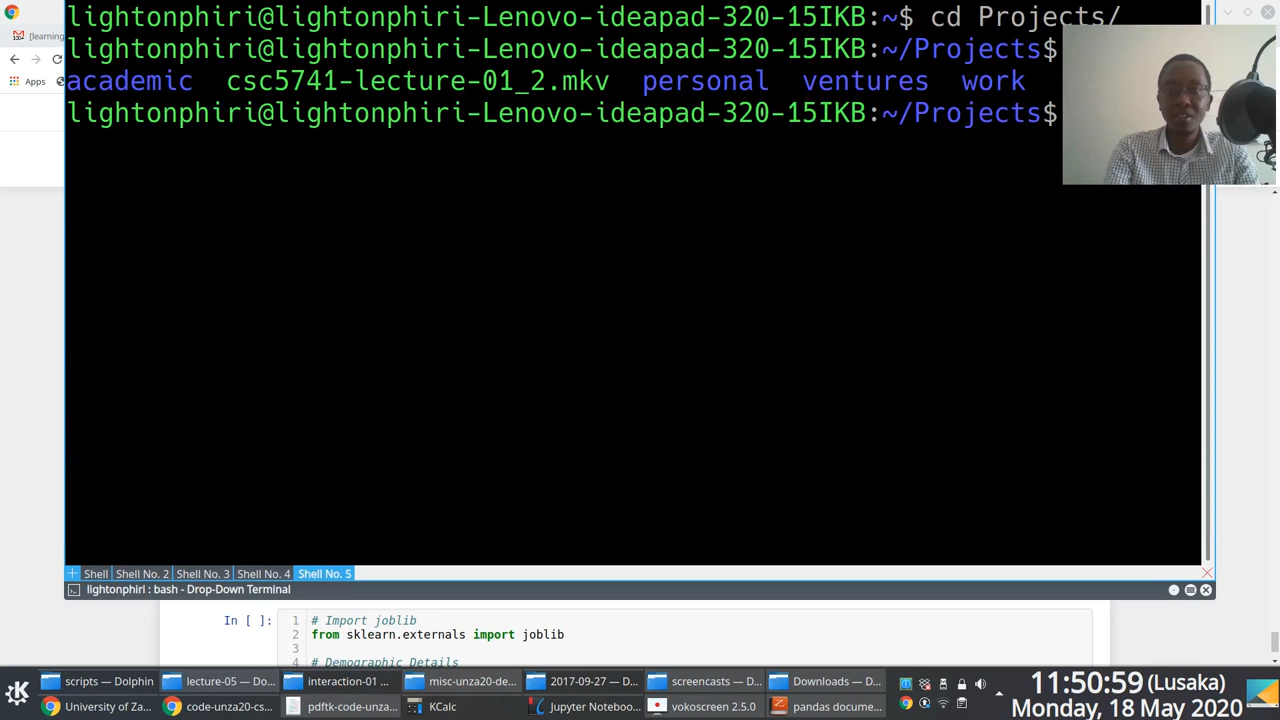 lightonphiri@lightonphiri-Lenovo-ideapad-320-15IKB:~$ cd Projects/
[learning
lightonphiri@lightonphiri-Lenovo-ideapad-320-15IKB:~/Projects$
Apps
academic csc5741-lecture-01_2.mkv personal ventures work
lightonphiri@lightonphiri-Lenovo-ideapad-320-15IKB:~/Projects$
Shell Shell No. 2 Shell No. 3 Shell No. 4 Shell No. 5
lightonphiri : bash - Drop-Down Terminal
In [ ]: 1 # Import joblib
2 from sklearn.externals import joblib
3
4 # Demographic Details
scripts — Dolphin lecture-05 — Do... interaction-01 ... misc-unza20-de... 2017-09-27 — D... screencasts — D... Downloads — D...
University of Za... code-unza20-cs... pdftk-code-unza... KCalc Jupyter Noteboo... vokoscreen 2.5.0 pandas docume...
11:50:59 (Lusaka)
Monday, 18 May 2020